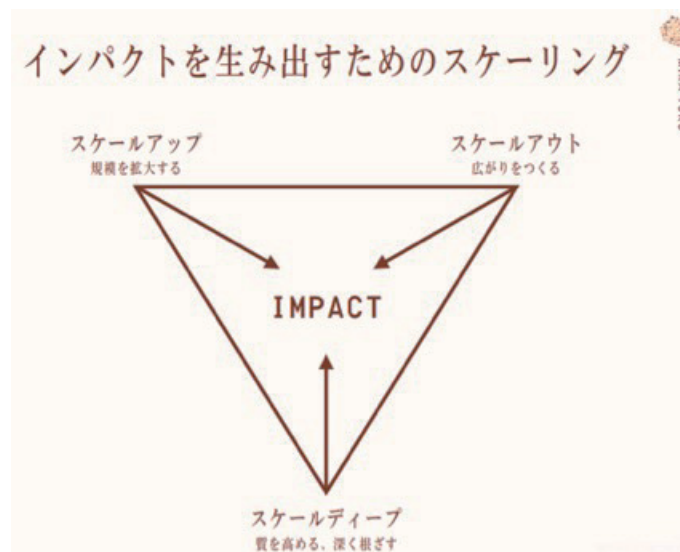 インパクトを生み出すためのスケーリング
スケールアップ
規模を拡大する
スケールアウト
広がりをつくる
IMPACT
スケールディープ
質を高める、深く根ざす